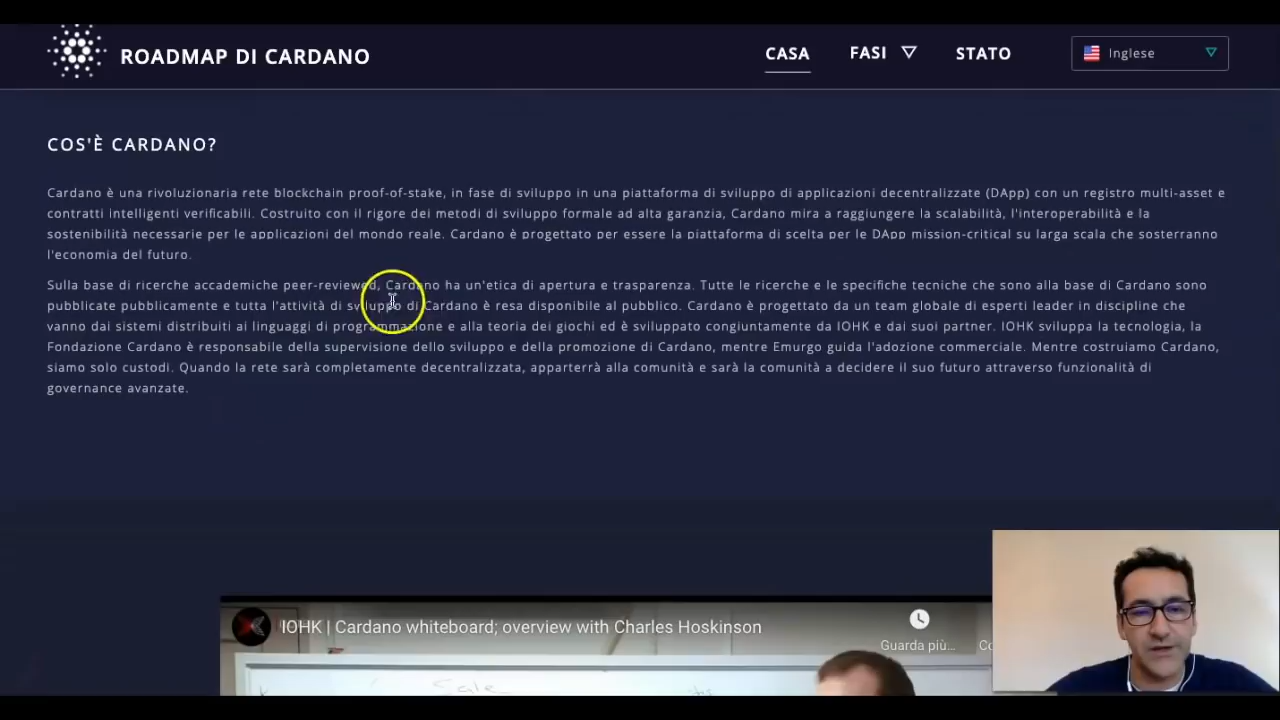 ROADMAP DI CARDANO
CASA
FASI
STATO
Inglese
COS'È CARDANO?
Cardano è una rivoluzionaria rete blockchain proof-of-stake, in fase di sviluppo in una piattaforma di sviluppo di applicazioni decentralizzate (DApp) con un registro multi-asset e
contratti intelligenti verificabili. Costruito con il rigore dei metodi di sviluppo formale ad alta garanzia, Cardano mira a raggiungere la scalabilità, l'interoperabilità e la
sostenibilità necessarie per le applicazioni del mondo reale. Cardano è progettato per essere la piattaforma di scelta per le DApp mission-critical su larga scala che sosterranno
l'economia del futuro.
Sulla base di ricerche accademiche peer-reviewed, Cardano ha un'etica di apertura e trasparenza. Tutte le ricerche e le specifiche tecniche che sono alla base di Cardano sono
pubblicate pubblicamente e tutta l'attività di sviluppo di Cardano è resa disponibile al pubblico. Cardano è progettato da un team globale di esperti leader in discipline che
vanno dai sistemi distribuiti ai linguaggi di programmazione e alla teoria dei giochi ed è sviluppato congiuntamente da IOHK e dai suoi partner. IOHK sviluppa la tecnologia, la
Fondazione Cardano è responsabile della supervisione dello sviluppo e della promozione di Cardano, mentre Emurgo guida l'adozione commerciale. Mentre costruiamo Cardano,
siamo solo custodi. Quando la rete sarà completamente decentralizzata, apparterrà alla comunità e sarà la comunità a decidere il suo futuro attraverso funzionalità di
governance avanzate.
IOHK | Cardano whiteboard; overview with Charles Hoskinson
Guarda più...